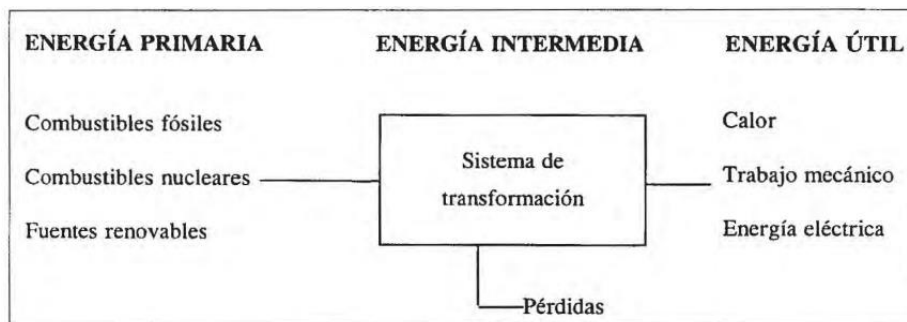 ENERGÍA PRIMARIA
ENERGÍA INTERMEDIA
ENERGÍA ÚTIL
Combustibles fósiles
Combustibles nucleares
Fuentes renovables
Sistema de
transformación
Calor
Trabajo mecánico
Energía eléctrica
Pérdidas